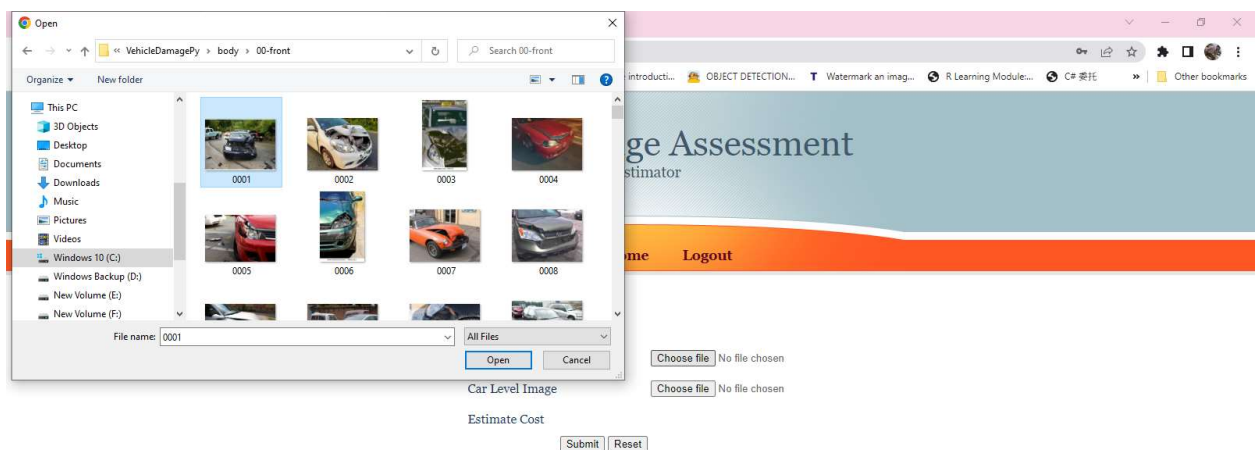 Open
VehicleDamagePy › body › 00-front
Search 00-front
Organize
New folder
This PC
3D Objects
Desktop
Documents
Downloads
Music
Pictures
Videos
Windows 10 (C:)
Windows Backup (D:)
New Volume (E:)
New Volume (F:)
0001
0002
0003
0004
0005
0006
0007
0008
File name: 0001
All Files
Open Cancel
introducti... OBJECT DETECTION... T Watermark an imag... R Learning Module:... C# 委托 » Other bookmarks
ge Assessment
stimator
ome Logout
Choose file No file chosen
Car Level Image Choose file No file chosen
Estimate Cost
Submit Reset